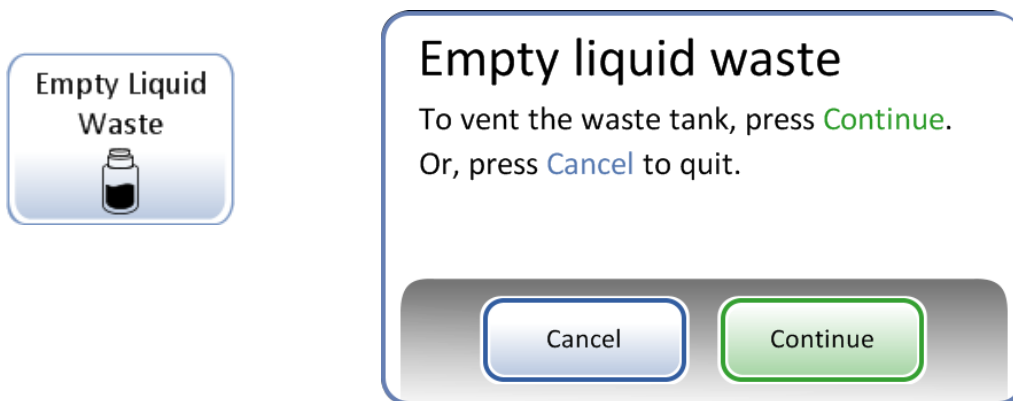 Empty Liquid
Waste
Empty liquid waste
To vent the waste tank, press Continue.
Or, press Cancel to quit.
Cancel
Continue